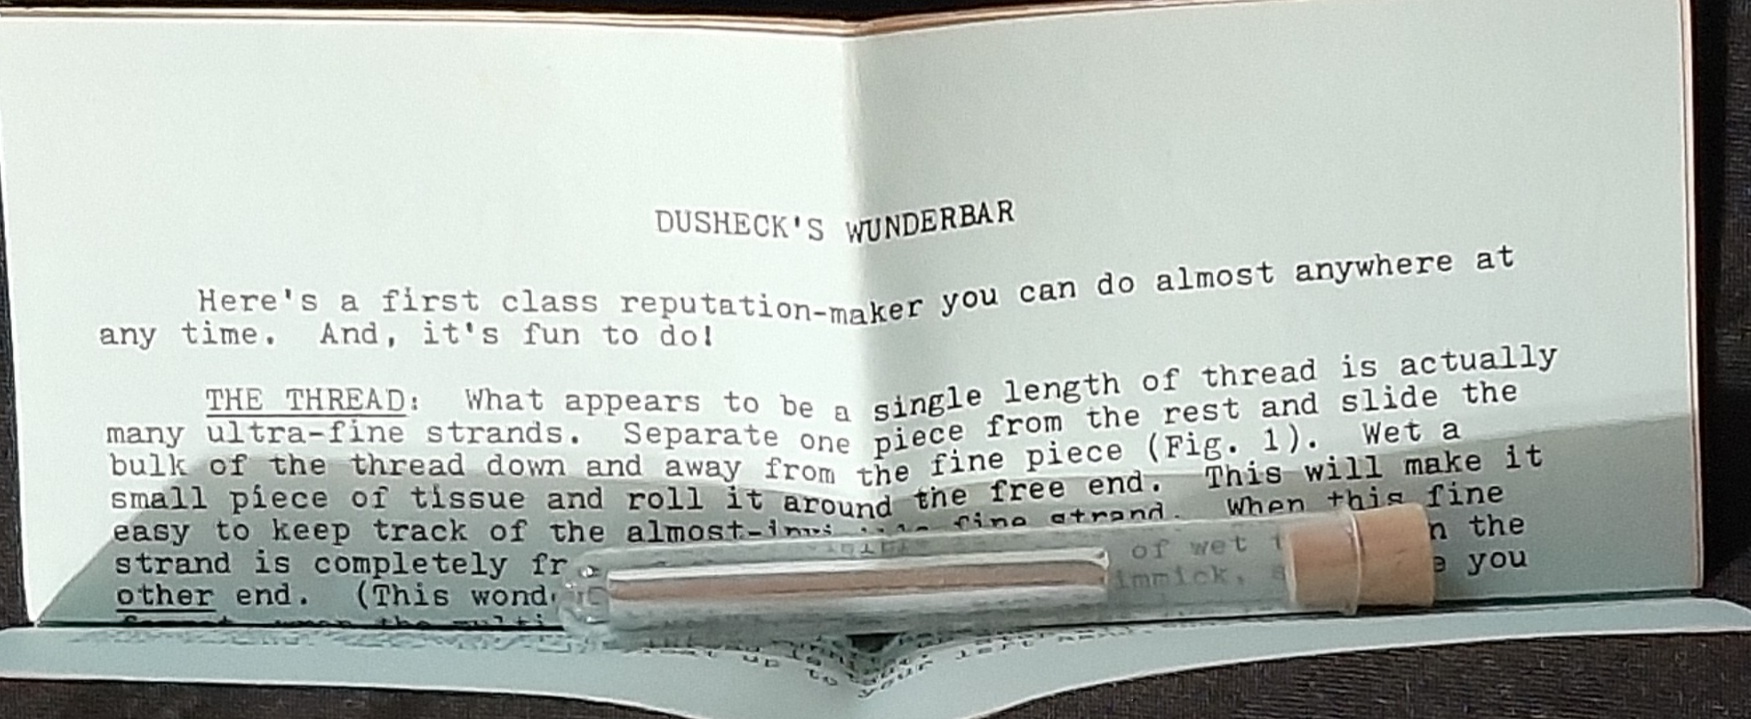 DUSHECK'S WUNDERBAR
Here's a first class reputation-maker you can do almost anywhere at
any time. And, it's fun to do!
THE THREAD: What appears to be a single length of thread is actually
many ultra-fine strands. Separate one piece from the rest and slide the
bulk of the thread down and away from the fine piece (Fig. 1). Wet a
small piece of tissue and roll it around the free end. This will make it
easy to keep track of the fine strand. When this fine
strand is completely of wet the
other end. (This you
up to your left